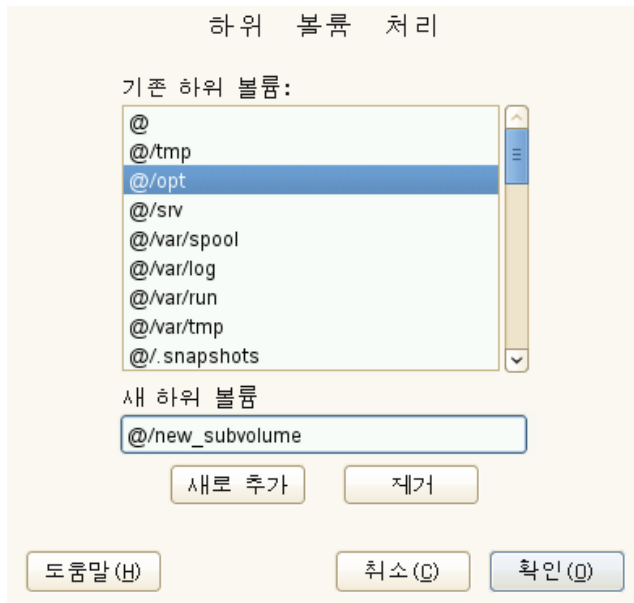 하위 볼륨 처리
기존 하위 볼륨:
@
@/tmp
@/opt
@/srv
@/var/spool
@/var/log
@/var/run
@/var/tmp
@/.snapshots
새 하위 볼륨
@/new_subvolume
새로 추가 제거
도움말(H) 취소(C) 확인(O)